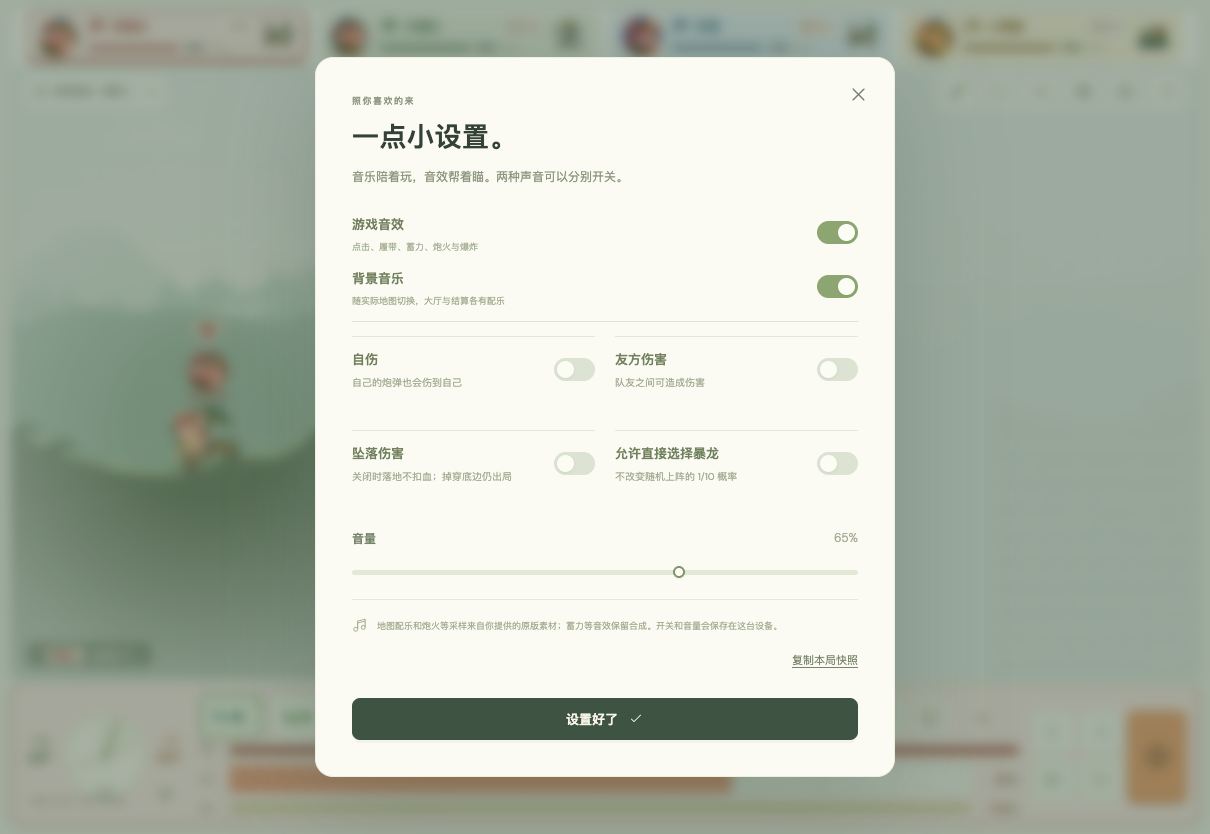 照你喜欢的来
一点小设置。
音乐陪着玩，音效帮着瞄。两种声音可以分别开关。
游戏音效
点击、履带、蓄力、炮火与爆炸
背景音乐
随实际地图切换，大厅与结算各有配乐
自伤
自己的炮弹也会伤到自己
友方伤害
队友之间可造成伤害
坠落伤害
关闭时落地不扣血；掉穿底边仍出局
允许直接选择暴龙
不改变随机上阵的 1/10 概率
音量
65%
地图配乐和炮火等采样来自你提供的原版素材；蓄力等音效保留合成。开关和音量会保存在这台设备。
复制本局快照
设置好了